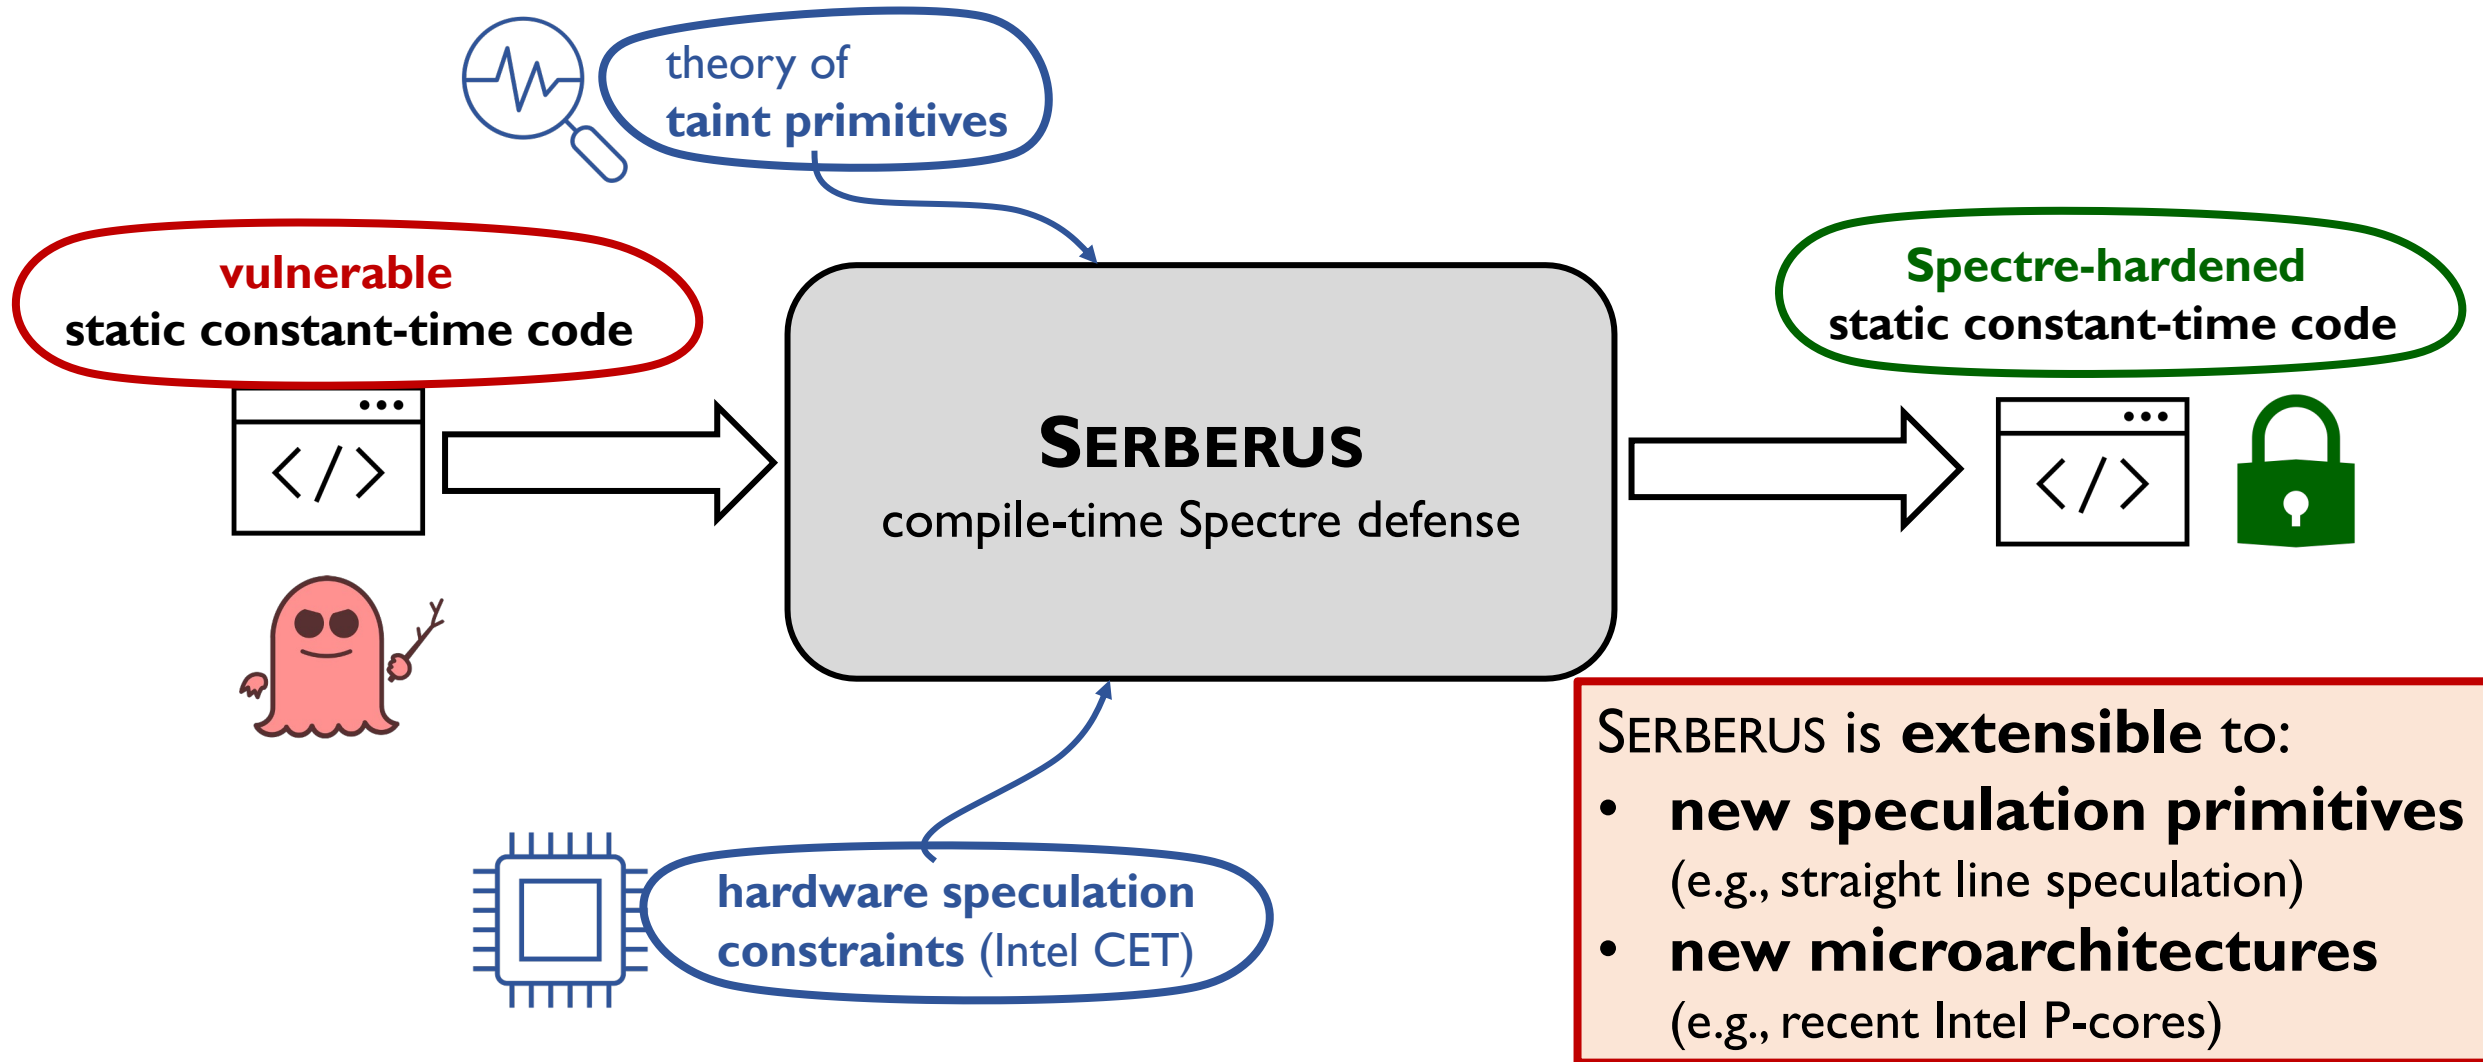 theory of
taint primitives
vulnerable
static constant-time code
</>
SERBERUS
compile-time Spectre defense
Spectre-hardened
static constant-time code
</>
hardware speculation
constraints (Intel CET)
SERBERUS is extensible to:
• new speculation primitives
(e.g., straight line speculation)
• new microarchitectures
(e.g., recent Intel P-cores)